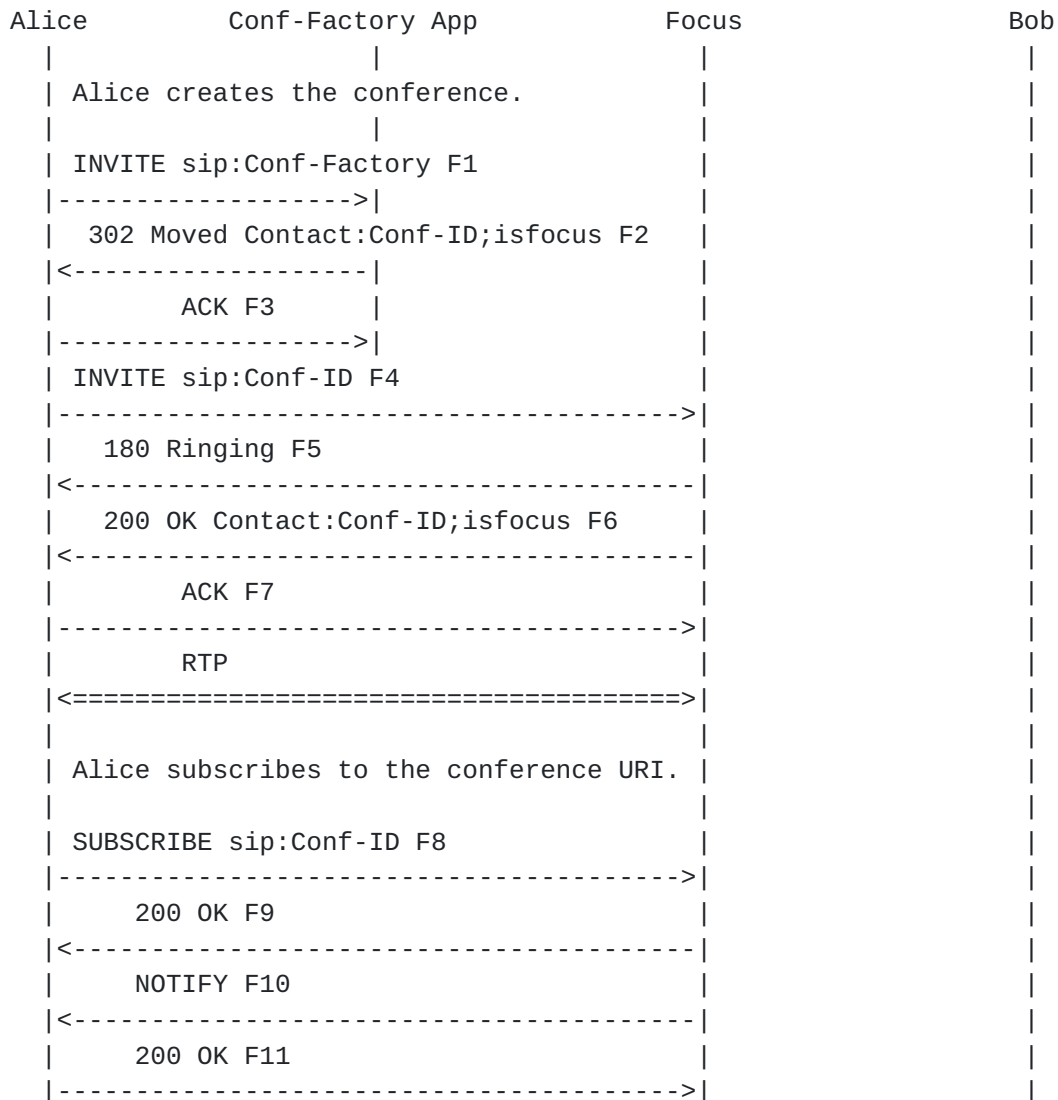 Alice         Conf-Factory App            Focus                 Bob
  |                    |                    |                    |
  | Alice creates the conference.           |                    |
  |                    |                    |                    |
  | INVITE sip:Conf-Factory F1              |                    |
  |------------------->|                    |                    |
  |  302 Moved Contact:Conf-ID;isfocus F2   |                    |
  |<-------------------|                    |                    |
  |        ACK F3      |                    |                    |
  |------------------->|                    |                    |
  | INVITE sip:Conf-ID F4                   |                    |
  |---------------------------------------->|                    |
  |   180 Ringing F5                        |                    |
  |<----------------------------------------|                    |
  |   200 OK Contact:Conf-ID;isfocus F6     |                    |
  |<----------------------------------------|                    |
  |        ACK F7                           |                    |
  |---------------------------------------->|                    |
  |        RTP                              |                    |
  |<=======================================>|                    |
  |                                         |                    |
  | Alice subscribes to the conference URI. |                    |
  |                                         |                    |
  | SUBSCRIBE sip:Conf-ID F8                |                    |
  |---------------------------------------->|                    |
  |     200 OK F9                           |                    |
  |<----------------------------------------|                    |
  |     NOTIFY F10                          |                    |
  |<----------------------------------------|                    |
  |     200 OK F11                          |                    |
  |---------------------------------------->|                    |